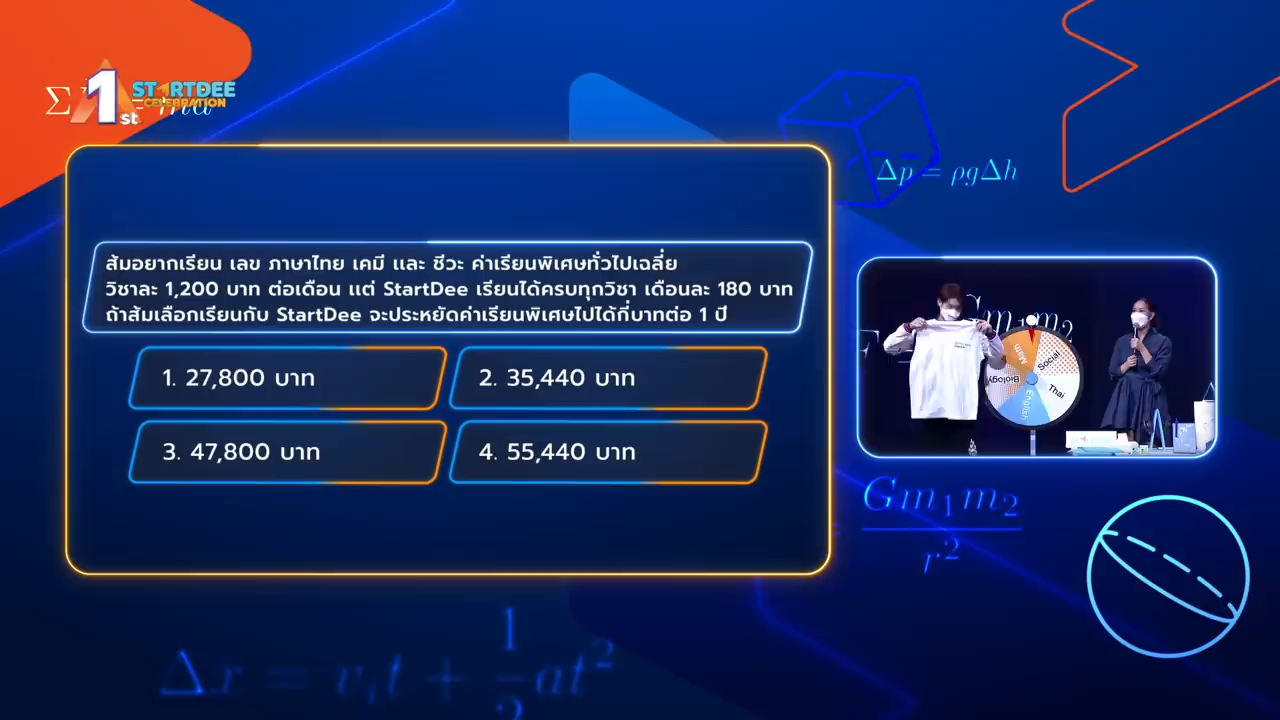 1st
STARTDEE
CELEBRATION
Δp = ρgΔh
ส้มอยากเรียน เลข ภาษาไทย เคมี และ ชีวะ ค่าเรียนพิเศษทั่วไปเฉลี่ย
วิชาละ 1,200 บาท ต่อเดือน แต่ StartDee เรียนได้ครบทุกวิชา เดือนละ 180 บาท
ถ้าส้มเลือกเรียนกับ StartDee จะประหยัดค่าเรียนพิเศษไปได้กี่บาทต่อ 1 ปี
1. 27,800 บาท
2. 35,440 บาท
3. 47,800 บาท
4. 55,440 บาท
Math
Social
Thai
English
Biology
Gm₁m₂
r²
Δx = vᵢt + 1/2 at²